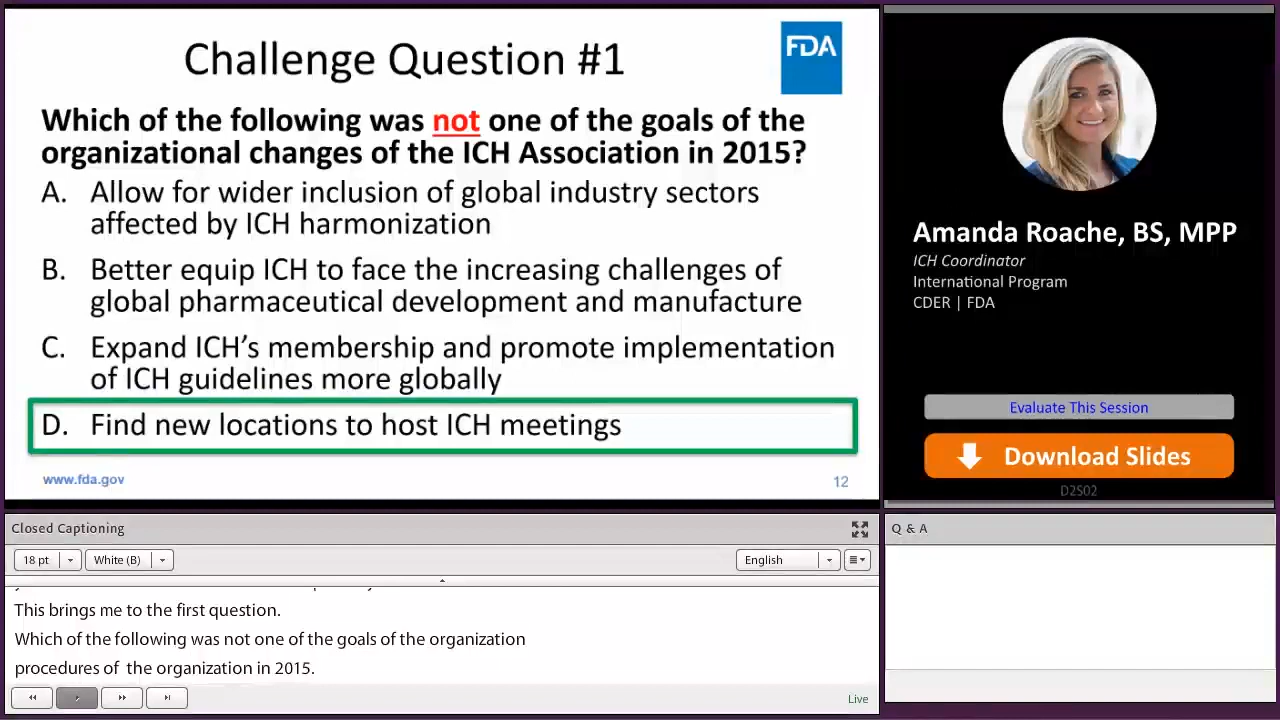 Challenge Question #1
FDA
Which of the following was not one of the goals of the
organizational changes of the ICH Association in 2015?
A. Allow for wider inclusion of global industry sectors
affected by ICH harmonization
B. Better equip ICH to face the increasing challenges of
global pharmaceutical development and manufacture
C. Expand ICH’s membership and promote implementation
of ICH guidelines more globally
D. Find new locations to host ICH meetings
www.fda.gov
12
Amanda Roache, BS, MPP
ICH Coordinator
International Program
CDER | FDA
Evaluate This Session
Download Slides
D2S02
Closed Captioning
18 pt
White (B)
English
This brings me to the first question.
Which of the following was not one of the goals of the organization
procedures of the organization in 2015.
Live
Q & A